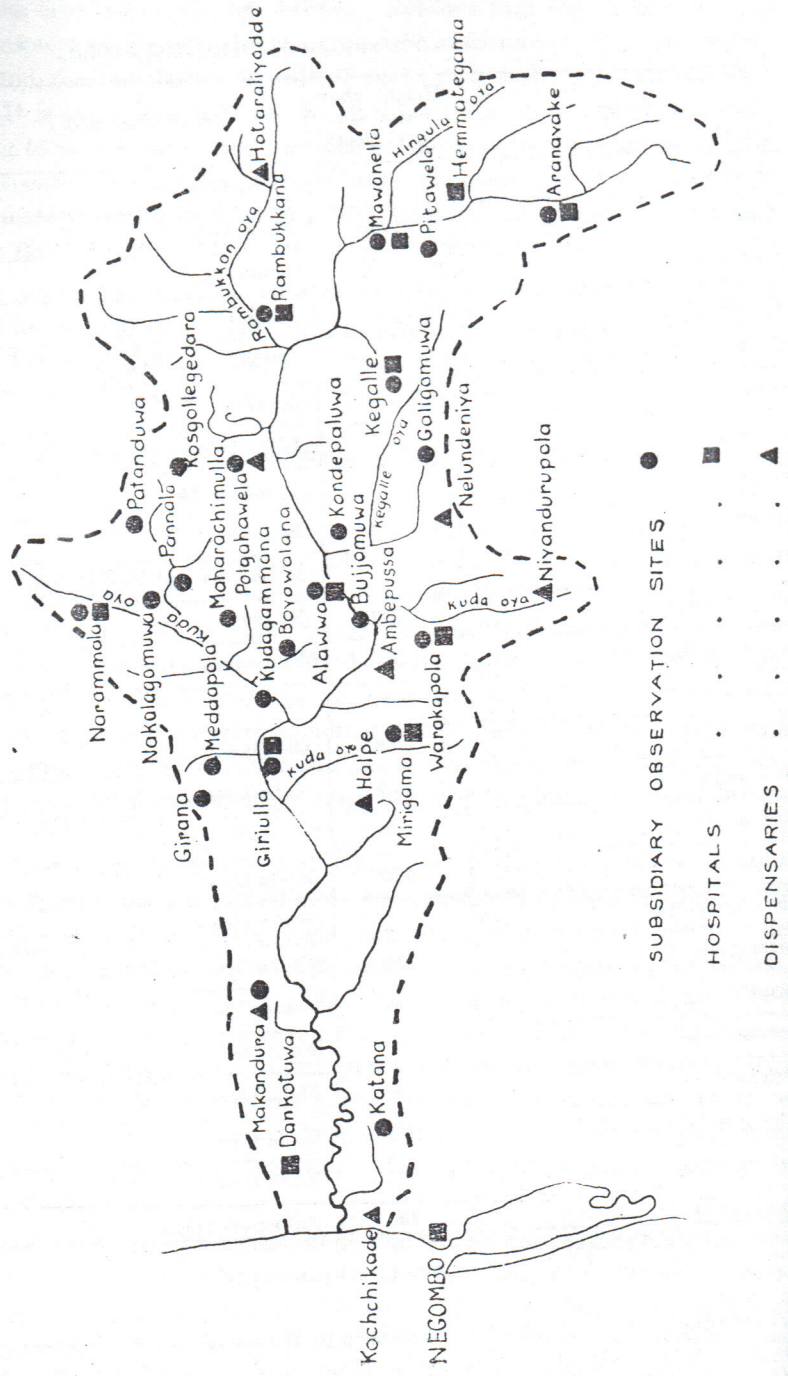 Hotaraliyadde
Rambukkan Oya
Rambukkana
Mawanella
Hingula Oya
Pitawela
Hemmategama
Aranayake
Patanduwa
Kosgollegedara
Pannala
Maharachimulla
Polgahawela
Kondepaluwa
Kegalle
Kegalle Oya
Galigomuwa
Nelundeniya
Narammala
Kuda Oya
Nakalagamuwa
Meddapola
Kudagammana
Boyawalana
Alawwa
Bujjomuwa
Ambepussa
Warakapola
Kuda Oya
Niyandurupola
Girana
Giriulla
Kuda Oya
Halpe
Mirigama
Makandura
Dankotuwa
Katana
Kochchikade
NEGOMBO
SUBSIDIARY OBSERVATION SITES
HOSPITALS . . . . .
DISPENSARIES . . . . .